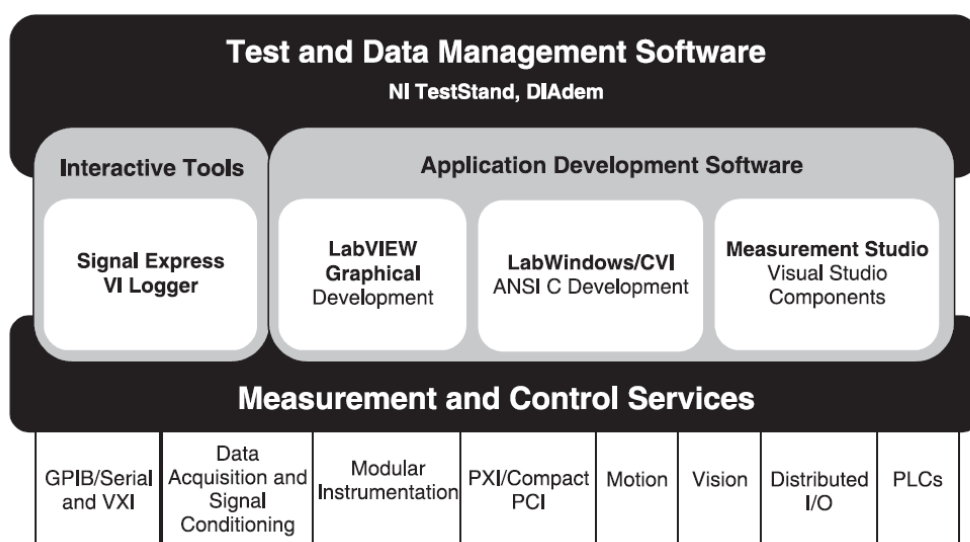 Test and Data Management Software
NI TestStand, DIAdem
Interactive Tools
Application Development Software
Signal Express
VI Logger
LabVIEW
Graphical
Development
LabWindows/CVI
ANSI C Development
Measurement Studio
Visual Studio
Components
Measurement and Control Services
GPIB/Serial
and VXI
Data
Acquisition and
Signal
Conditioning
Modular
Instrumentation
PXI/Compact
PCI
Motion
Vision
Distributed
I/O
PLCs